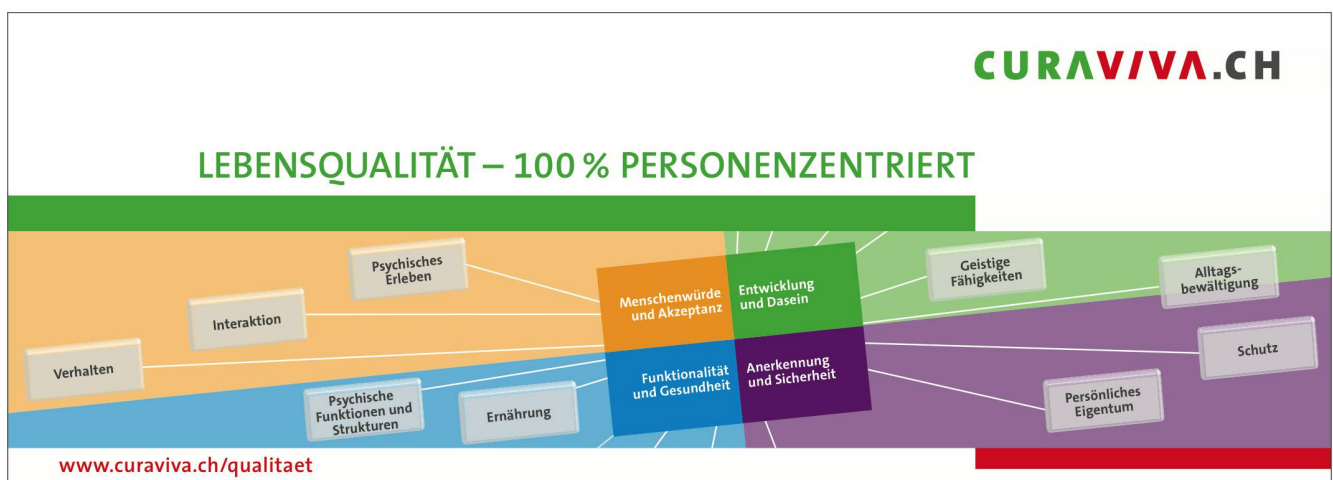 CURAVIVA.CH
LEBENSQUALITÄT – 100 % PERSONENZENTRIERT
Psychisches
Erleben
Interaktion
Verhalten
Menschenwürde
und Akzeptanz
Entwicklung
und Dasein
Geistige
Fähigkeiten
Alltags-
bewältigung
Psychische
Funktionen und
Strukturen
Ernährung
Funktionalität
und Gesundheit
Anerkennung
und Sicherheit
Schutz
Persönliches
Eigentum
www.curaviva.ch/qualitaet